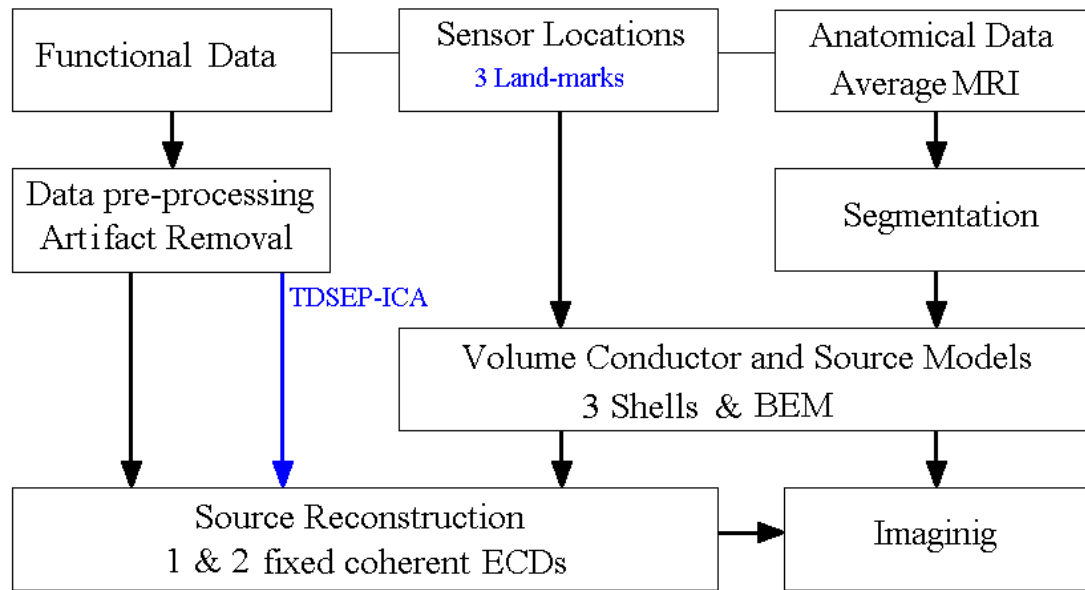 Functional Data
Sensor Locations
3 Land-marks
Anatomical Data
Average MRI
Data pre-processing
Artifact Removal
Segmentation
TDSEP-ICA
Volume Conductor and Source Models
3 Shells & BEM
Source Reconstruction
1 & 2 fixed coherent ECDs
Imaginig